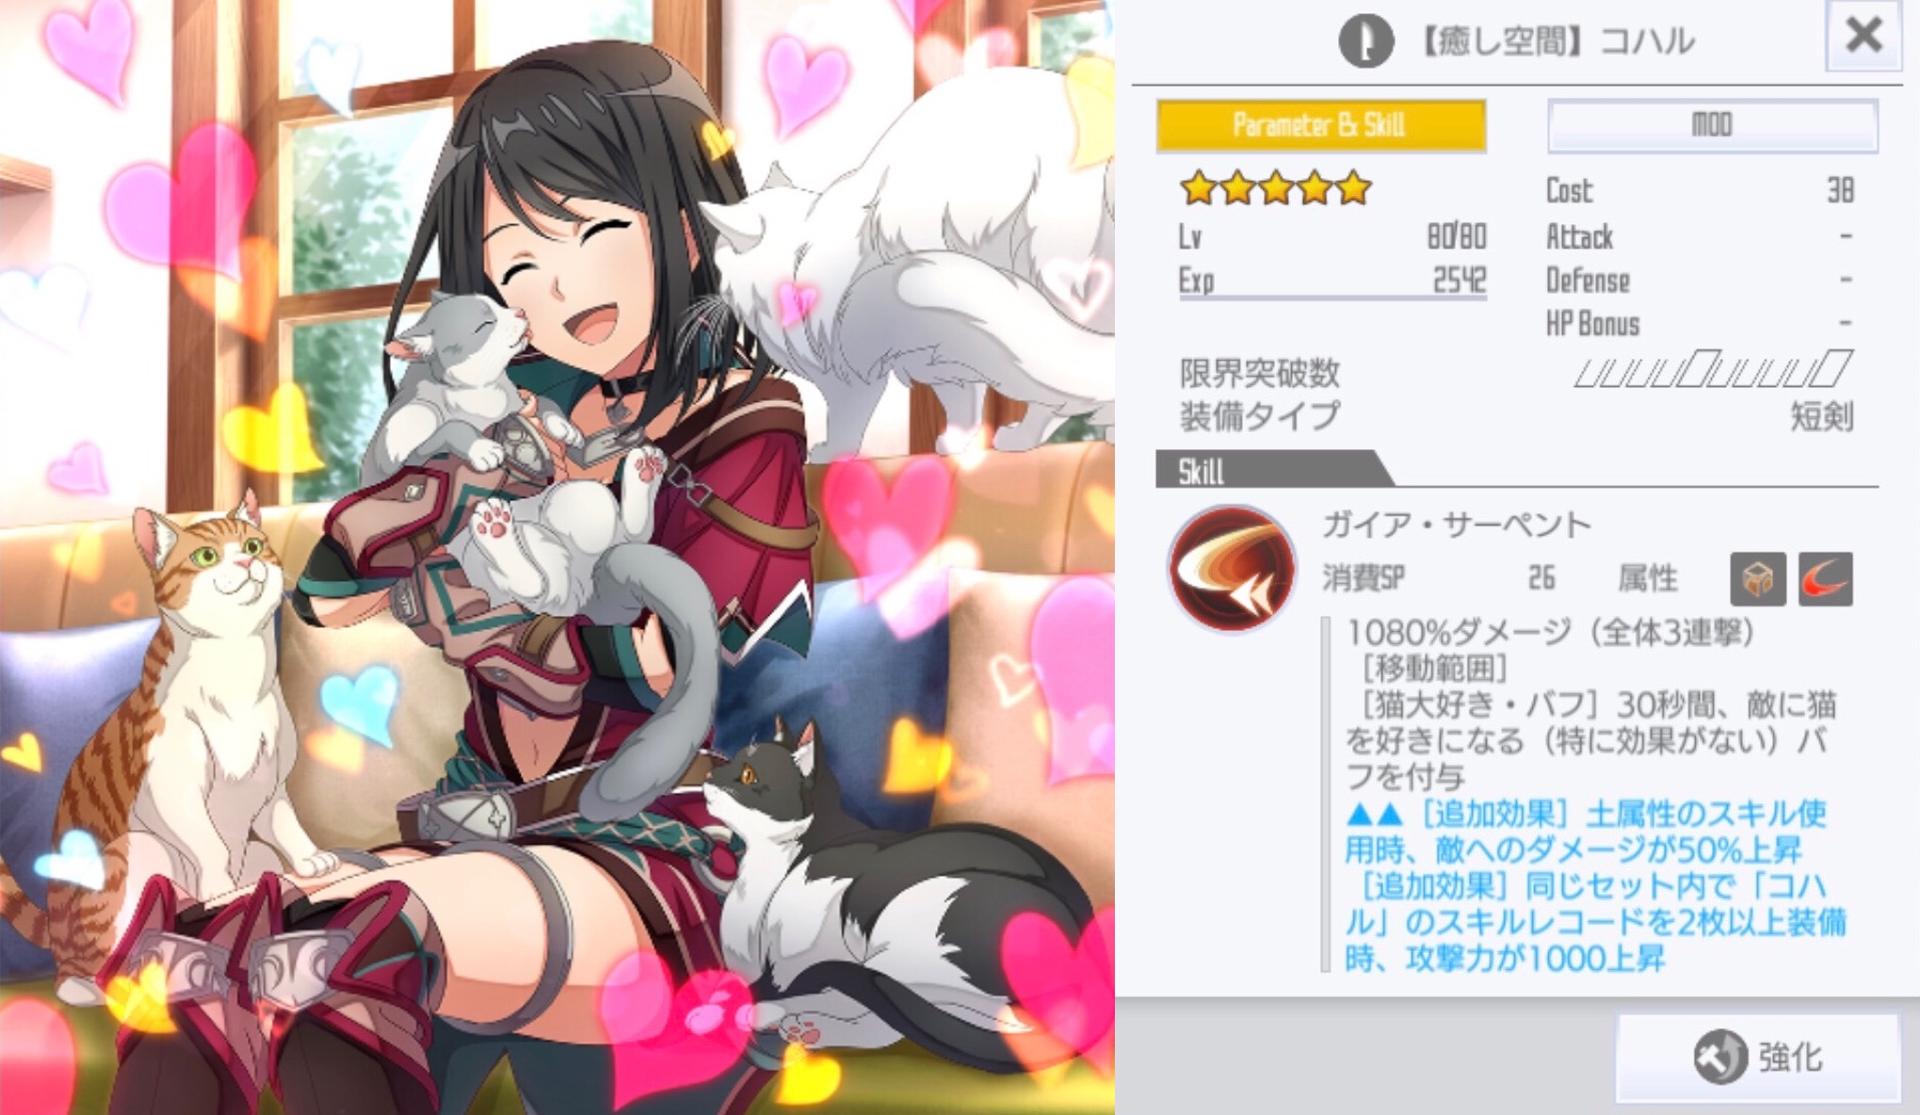 【癒し空間】コハル
Parameter & Skill
MOD
Lv 80/80
Exp 2542
Cost 38
Attack -
Defense -
HP Bonus -
限界突破数
装備タイプ 短剣
Skill
ガイア・サーペント
消費SP 26 属性
1080%ダメージ（全体3連撃）
［移動範囲］
［猫大好き・バフ］30秒間、敵に猫
を好きになる（特に効果がない）バ
フを付与
▲▲［追加効果］土属性のスキル使
用時、敵へのダメージが50%上昇
［追加効果］同じセット内で「コハ
ル」のスキルレコードを2枚以上装備
時、攻撃力が1000上昇
強化